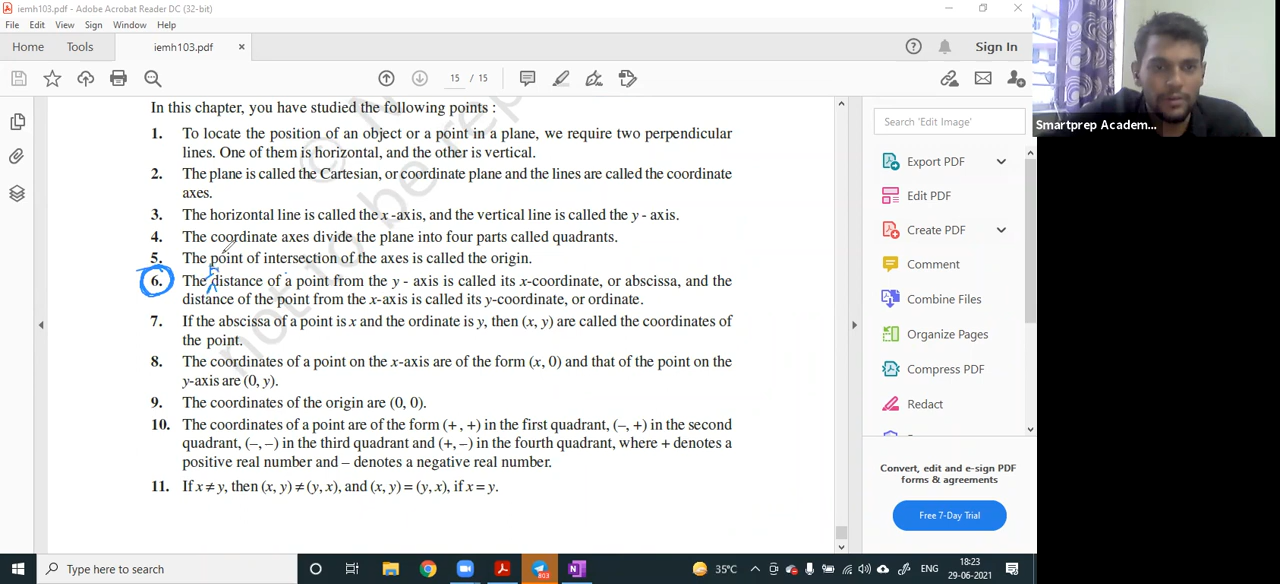 iemh103.pdf - Adobe Acrobat Reader DC (32-bit)
File Edit View Sign Window Help
Home Tools iemh103.pdf × Sign In
15 / 15
In this chapter, you have studied the following points :
1. To locate the position of an object or a point in a plane, we require two perpendicular
lines. One of them is horizontal, and the other is vertical.
2. The plane is called the Cartesian, or coordinate plane and the lines are called the coordinate
axes.
3. The horizontal line is called the x -axis, and the vertical line is called the y - axis.
4. The coordinate axes divide the plane into four parts called quadrants.
5. The point of intersection of the axes is called the origin.
6. The distance of a point from the y - axis is called its x-coordinate, or abscissa, and the
distance of the point from the x-axis is called its y-coordinate, or ordinate.
7. If the abscissa of a point is x and the ordinate is y, then (x, y) are called the coordinates of
the point.
8. The coordinates of a point on the x-axis are of the form (x, 0) and that of the point on the
y-axis are (0, y).
9. The coordinates of the origin are (0, 0).
10. The coordinates of a point are of the form (+ , +) in the first quadrant, (–, +) in the second
quadrant, (–, –) in the third quadrant and (+, –) in the fourth quadrant, where + denotes a
positive real number and – denotes a negative real number.
11. If x ≠ y, then (x, y) ≠ (y, x), and (x, y) = (y, x), if x = y.
not to be rep
Smartprep Academ...
Search 'Edit Image'
Export PDF
Edit PDF
Create PDF
Comment
Combine Files
Organize Pages
Compress PDF
Redact
Convert, edit and e-sign PDF
forms & agreements
Free 7-Day Trial
Type here to search
803
35°C
ENG
18:23
29-06-2021